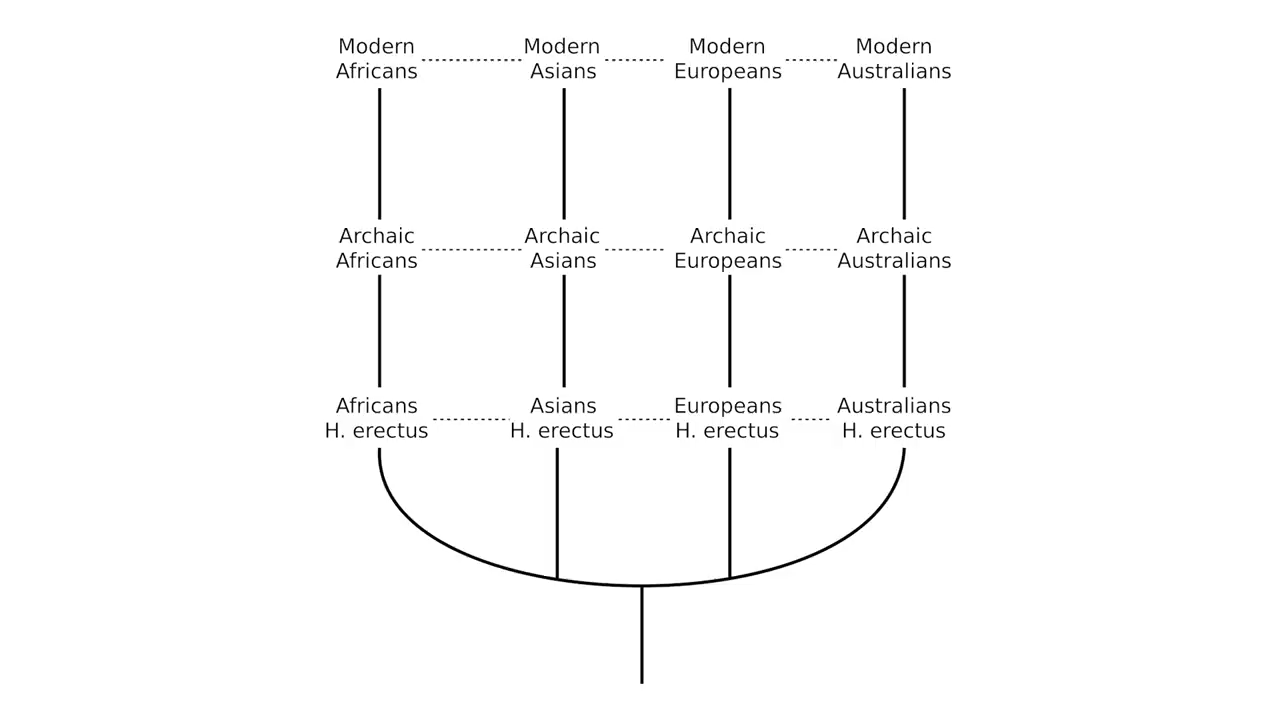 Modern
Africans
Modern
Asians
Modern
Europeans
Modern
Australians
Archaic
Africans
Archaic
Asians
Archaic
Europeans
Archaic
Australians
Africans
H. erectus
Asians
H. erectus
Europeans
H. erectus
Australians
H. erectus